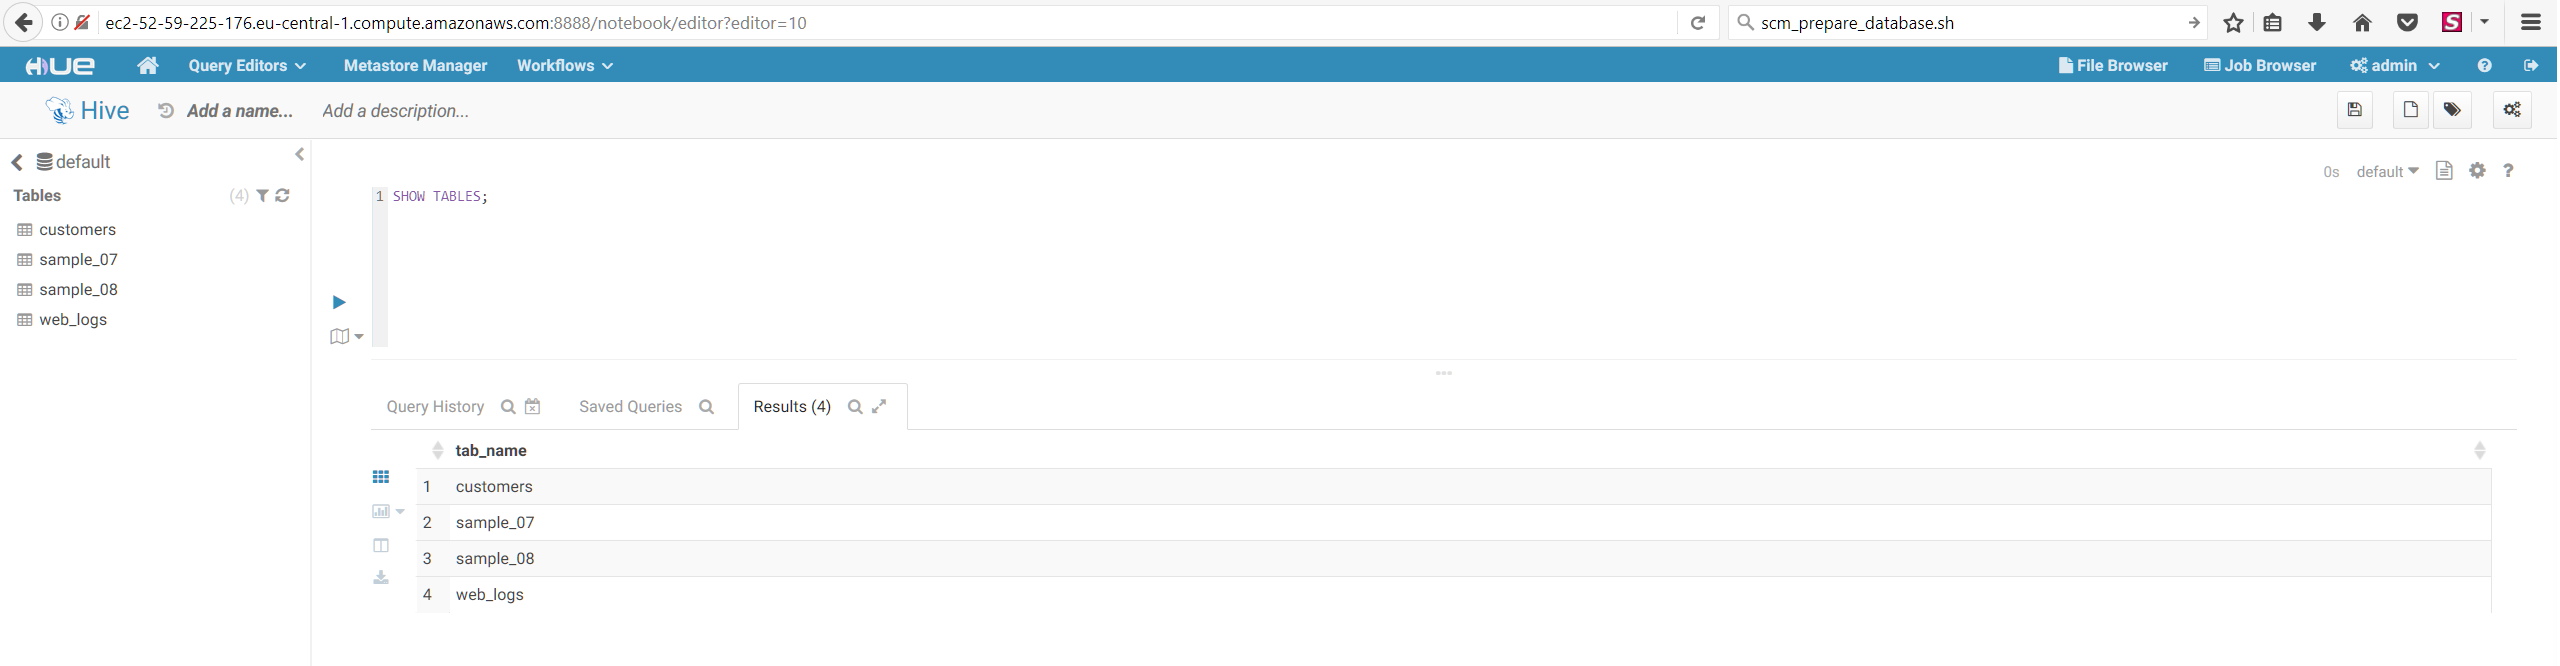 ec2-52-59-225-176.eu-central-1.compute.amazonaws.com:8888/notebook/editor?editor=10 scm_prepare_database.sh
HUE Query Editors Metastore Manager Workflows File Browser Job Browser admin
Hive Add a name... Add a description...
default
0s default ?
Tables (4)
1 SHOW TABLES;
customers
sample_07
sample_08
web_logs
Query History Saved Queries Results (4)
tab_name
1 customers
2 sample_07
3 sample_08
4 web_logs